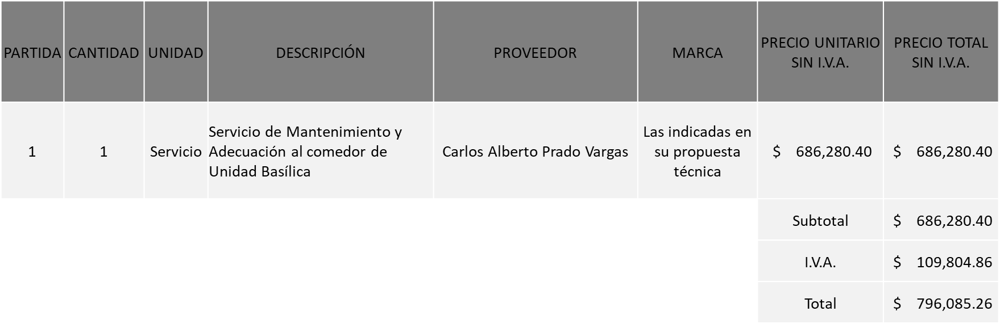 PARTIDA CANTIDAD UNIDAD DESCRIPCIÓN PROVEEDOR MARCA PRECIO UNITARIO SIN I.V.A. PRECIO TOTAL SIN I.V.A.
1 1 Servicio Servicio de Mantenimiento y Adecuación al comedor de Unidad Basílica Carlos Alberto Prado Vargas Las indicadas en su propuesta técnica $ 686,280.40 $ 686,280.40
Subtotal $ 686,280.40
I.V.A. $ 109,804.86
Total $ 796,085.26